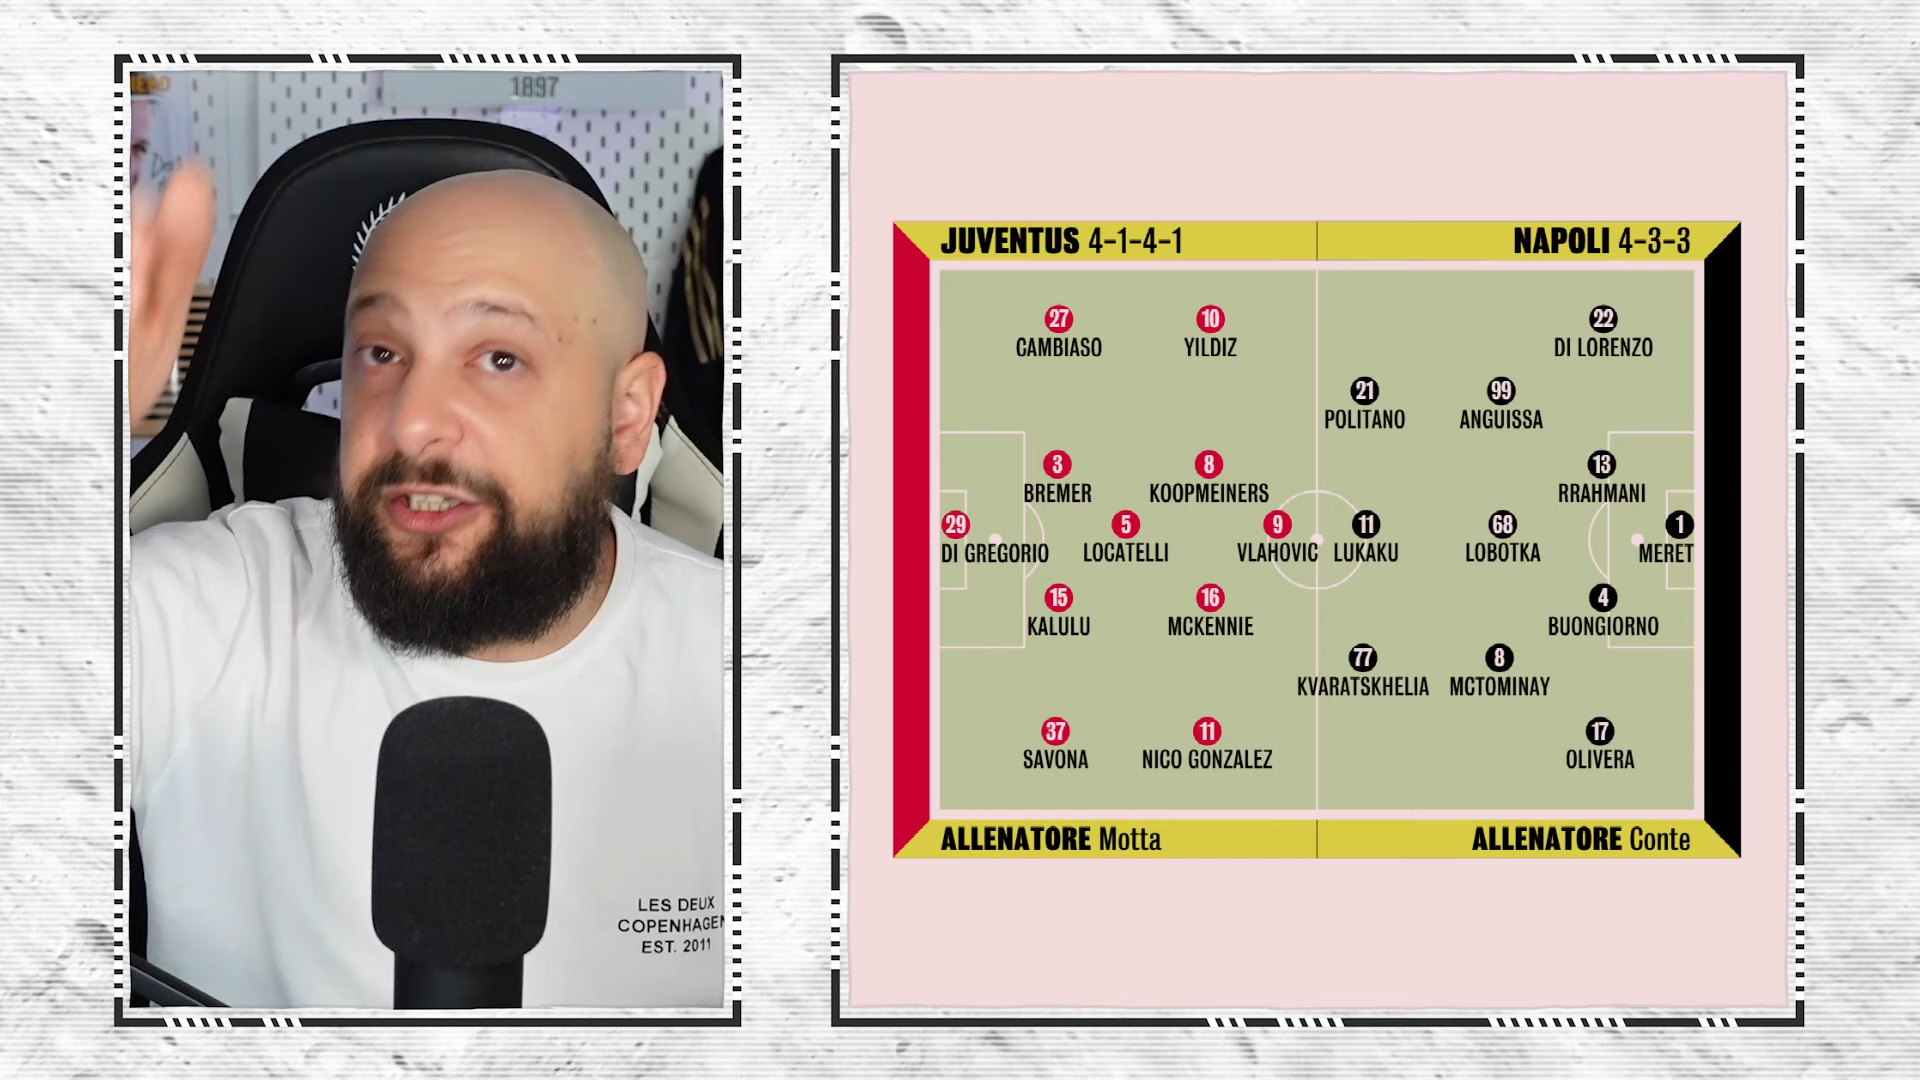 1897
LES DEUX
COPENHAGEN
EST. 2011
JUVENTUS 4-1-4-1
NAPOLI 4-3-3
27
CAMBIASO
10
YILDIZ
22
DI LORENZO
21
POLITANO
99
ANGUISSA
3
BREMER
8
KOOPMEINERS
13
RRAHMANI
29
DI GREGORIO
5
LOCATELLI
9
VLAHOVIC
11
LUKAKU
68
LOBOTKA
1
MERET
15
KALULU
16
MCKENNIE
4
BUONGIORNO
77
KVARATSKHELIA
8
MCTOMINAY
37
SAVONA
11
NICO GONZALEZ
17
OLIVERA
ALLENATORE Motta
ALLENATORE Conte